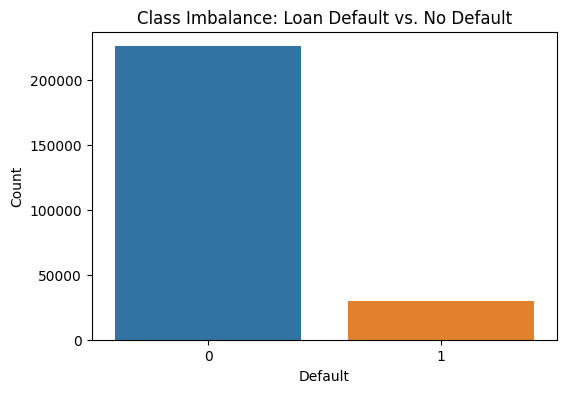 Class Imbalance: Loan Default vs. No Default
Count
200000
150000
100000
50000
0
0 1
Default